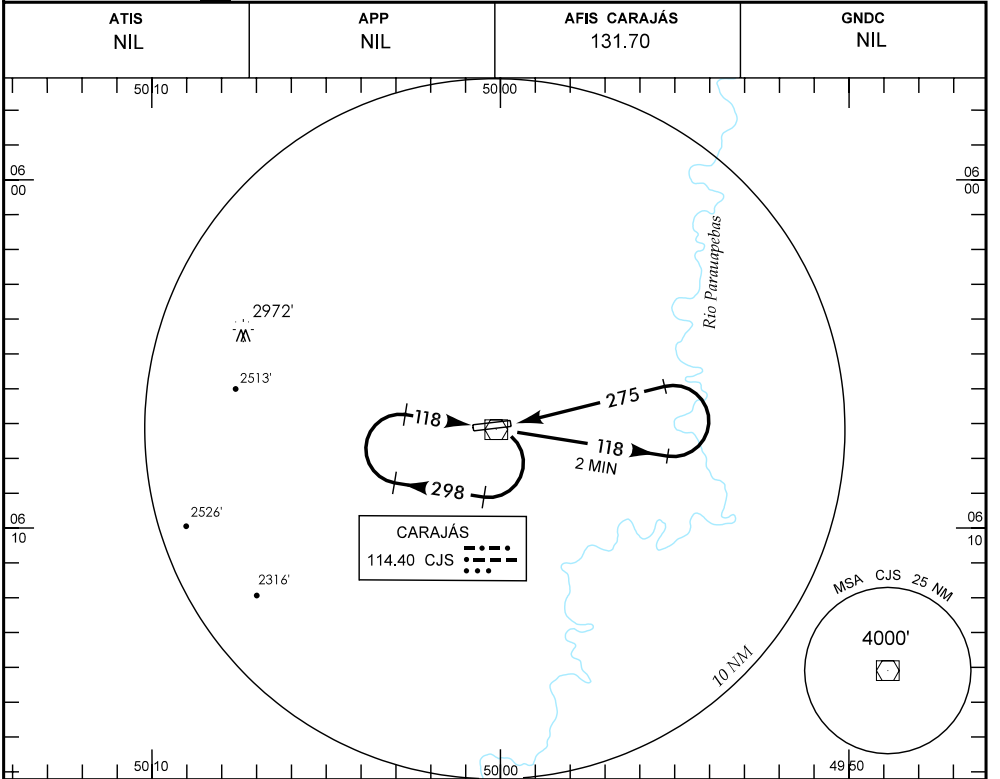 ATIS
NIL
APP
NIL
AFIS CARAJÁS
131.70
GNDC
NIL
50 10
50 00
06
00
06
00
Rio Parauapebas
2972'
2513'
275
118
118
2 MIN
298
2526'
06
10
06
10
CARAJÁS
114.40 CJS
2316'
MSA CJS 25 NM
4000'
10 NM
50 10
50 00
49 50